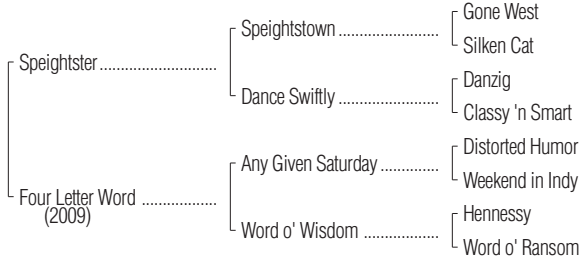 Gone West
Speightstown ......................
Silken Cat
Speightster...........................
Danzig
Dance Swiftly ......................
Classy 'n Smart
Distorted Humor
Any Given Saturday .............
Weekend in Indy
Four Letter Word .................
(2009)
Hennessy
Word o' Wisdom .................
Word o' Ransom